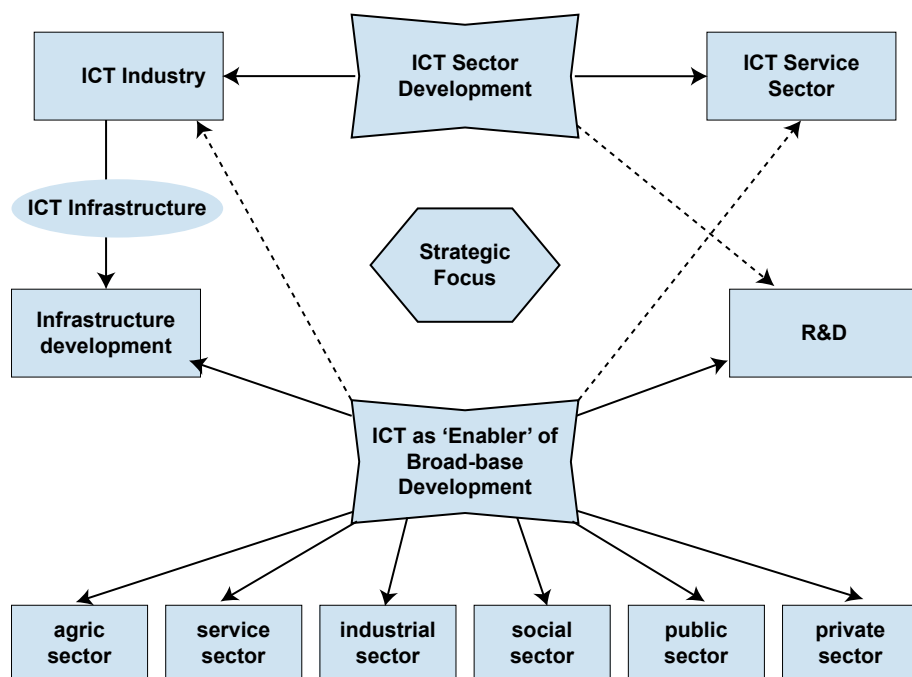 ICT Industry
ICT Sector
Development
ICT Service
Sector
ICT Infrastructure
Strategic
Focus
Infrastructure
development
R&D
ICT as ‘Enabler’ of
Broad-base
Development
agric
sector
service
sector
industrial
sector
social
sector
public
sector
private
sector